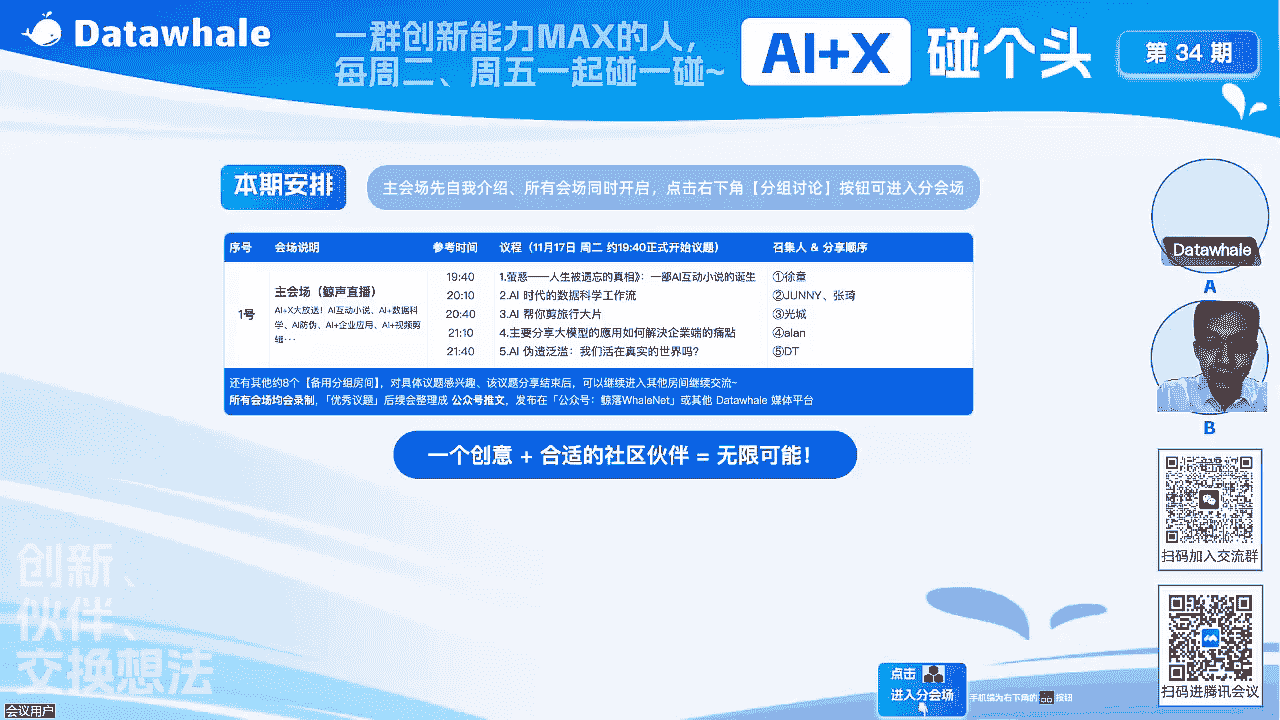 Datawhale
一群创新能力MAX的人，
每周二、周五一起碰一碰~
AI+X 碰个头
第 34 期
本期安排
主会场先自我介绍、所有会场同时开启，点击右下角【分组讨论】按钮可进入分会场
序号 会场说明 参考时间 议程（11月17日 周二 约19:40正式开始议题） 召集人 & 分享顺序
1号
主会场（鲸声直播）
AI+X大放送！AI互动小说、AI+数据科
学、AI防伪、AI+企业应用、AI+视频剪
辑···
19:40 1.萤惑——人生被遗忘的真相》：一部AI互动小说的诞生 ①徐童
20:10 2.AI 时代的数据科学工作流 ②JUNNY、张琦
20:40 3.AI 帮你剪旅行大片 ③光城
21:10 4.主要分享大模型的應用如何解決企業端的痛點 ④alan
21:40 5.AI 伪造泛滥：我们活在真实的世界吗？ ⑤DT
还有其他约8个【备用分组房间】，对具体议题感兴趣、该议题分享结束后，可以继续进入其他房间继续交流~
所有会场均会录制，「优秀议题」后续会整理成 公众号推文，发布在「公众号：鲸落WhaleNet」或其他 Datawhale 媒体平台
一个创意 + 合适的社区伙伴 = 无限可能！
Datawhale
A
B
扫码加入交流群
扫码进腾讯会议
创新、
伙伴、
交换想法
会议用户
点击
进入分会场
手机端为右下角的 按钮